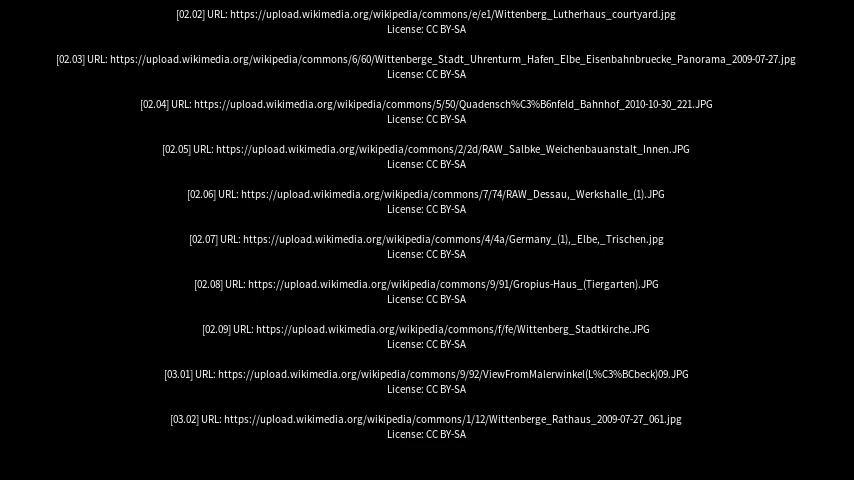 [02.02] URL: https://upload.wikimedia.org/wikipedia/commons/e/e1/Wittenberg_Lutherhaus_courtyard.jpg
License: CC BY-SA
[02.03] URL: https://upload.wikimedia.org/wikipedia/commons/6/60/Wittenberge_Stadt_Uhrenturm_Hafen_Elbe_Eisenbahnbruecke_Panorama_2009-07-27.jpg
License: CC BY-SA
[02.04] URL: https://upload.wikimedia.org/wikipedia/commons/5/50/Quadensch%C3%B6nfeld_Bahnhof_2010-10-30_221.JPG
License: CC BY-SA
[02.05] URL: https://upload.wikimedia.org/wikipedia/commons/2/2d/RAW_Salbke_Weichenbauanstalt_Innen.JPG
License: CC BY-SA
[02.06] URL: https://upload.wikimedia.org/wikipedia/commons/7/74/RAW_Dessau,_Werkshalle_(1).JPG
License: CC BY-SA
[02.07] URL: https://upload.wikimedia.org/wikipedia/commons/4/4a/Germany_(1),_Elbe,_Trischen.jpg
License: CC BY-SA
[02.08] URL: https://upload.wikimedia.org/wikipedia/commons/9/91/Gropius-Haus_(Tiergarten).JPG
License: CC BY-SA
[02.09] URL: https://upload.wikimedia.org/wikipedia/commons/f/fe/Wittenberg_Stadtkirche.JPG
License: CC BY-SA
[03.01] URL: https://upload.wikimedia.org/wikipedia/commons/9/92/ViewFromMalerwinkel(L%C3%BCbeck)09.JPG
License: CC BY-SA
[03.02] URL: https://upload.wikimedia.org/wikipedia/commons/1/12/Wittenberge_Rathaus_2009-07-27_061.jpg
License: CC BY-SA